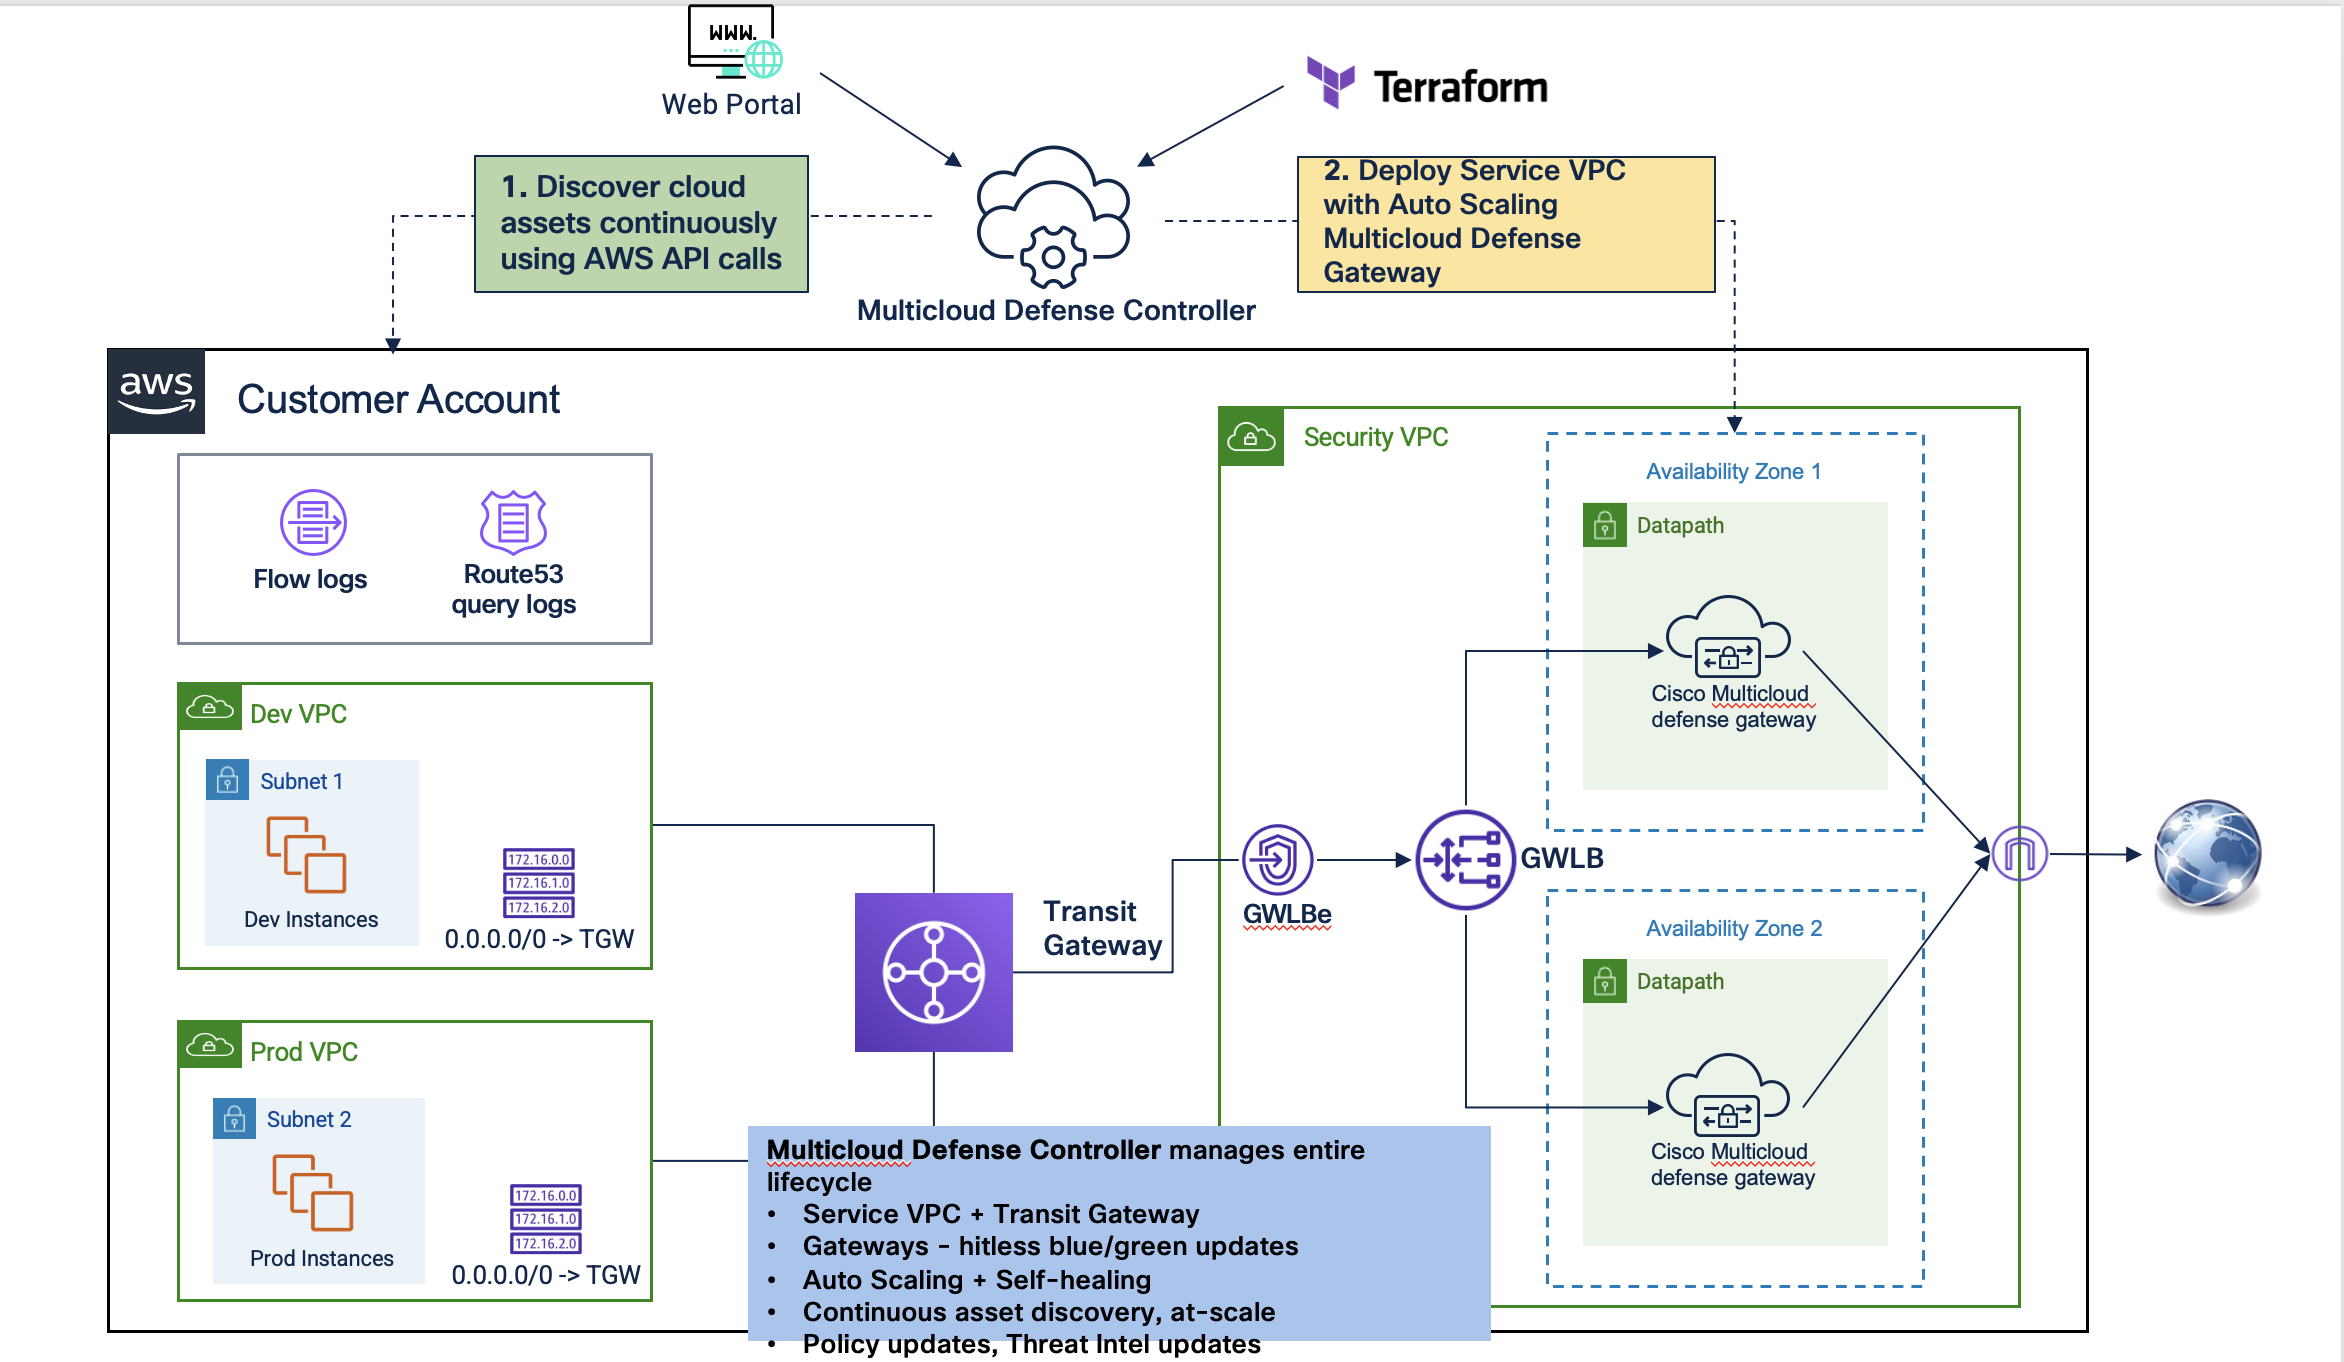 www.
Web Portal
Terraform
1. Discover cloud
assets continuously
using AWS API calls
2. Deploy Service VPC
with Auto Scaling
Multicloud Defense
Gateway
Multicloud Defense Controller
aws
Customer Account
Flow logs
Route53
query logs
Dev VPC
Subnet 1
Dev Instances
172.16.0.0
172.16.1.0
172.16.2.0
0.0.0.0/0 -> TGW
Prod VPC
Subnet 2
Prod Instances
172.16.0.0
172.16.1.0
172.16.2.0
0.0.0.0/0 -> TGW
Transit
Gateway
Security VPC
GWLBe
GWLB
Availability Zone 1
Datapath
Cisco Multicloud
defense gateway
Availability Zone 2
Datapath
Cisco Multicloud
defense gateway
Multicloud Defense Controller manages entire
lifecycle
• Service VPC + Transit Gateway
• Gateways - hitless blue/green updates
• Auto Scaling + Self-healing
• Continuous asset discovery, at-scale
• Policy updates, Threat Intel updates